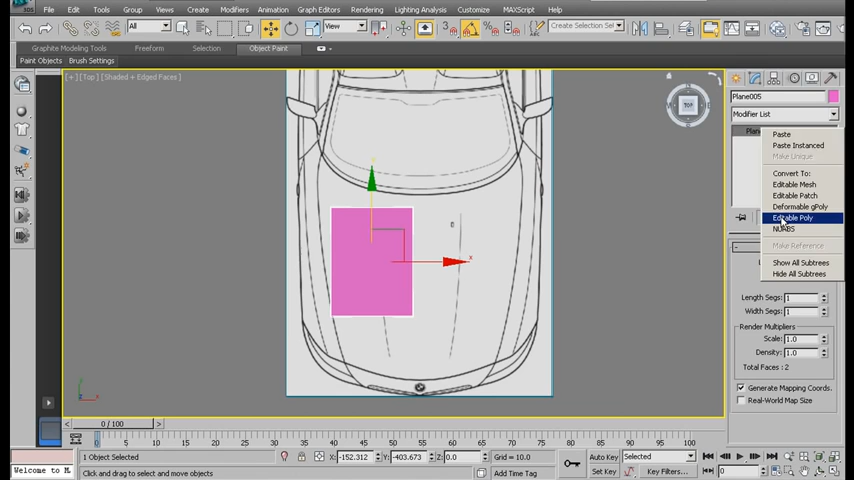 File Edit Tools Group Views Create Modifiers Animation Graph Editors Rendering Lighting Analysis Customize MAXScript Help
All View Create Selection Se
Graphite Modeling Tools Freeform Selection Object Paint
Paint Objects Brush Settings
[+] [Top] [Shaded + Edged Faces]
TOP
Plane005
Modifier List
Paste
Paste Instanced
Make Unique
Convert To:
Editable Mesh
Editable Patch
Deformable gPoly
Editable Poly
NURBS
Make Reference
Show All Subtrees
Hide All Subtrees
y
x
Length Segs: 1
Width Segs: 1
Render Multipliers
Scale: 1.0
Density: 1.0
Total Faces : 2
Generate Mapping Coords.
Real-World Map Size
0 / 100
0 5 10 15 20 25 30 35 40 45 50 55 60 65 70 75 80 85 90 95 100
1 Object Selected X: -152.312 Y: -403.673 Z: 0.0 Grid = 10.0 Auto Key Selected
Welcome to M Click and drag to select and move objects Add Time Tag Set Key Key Filters... 0